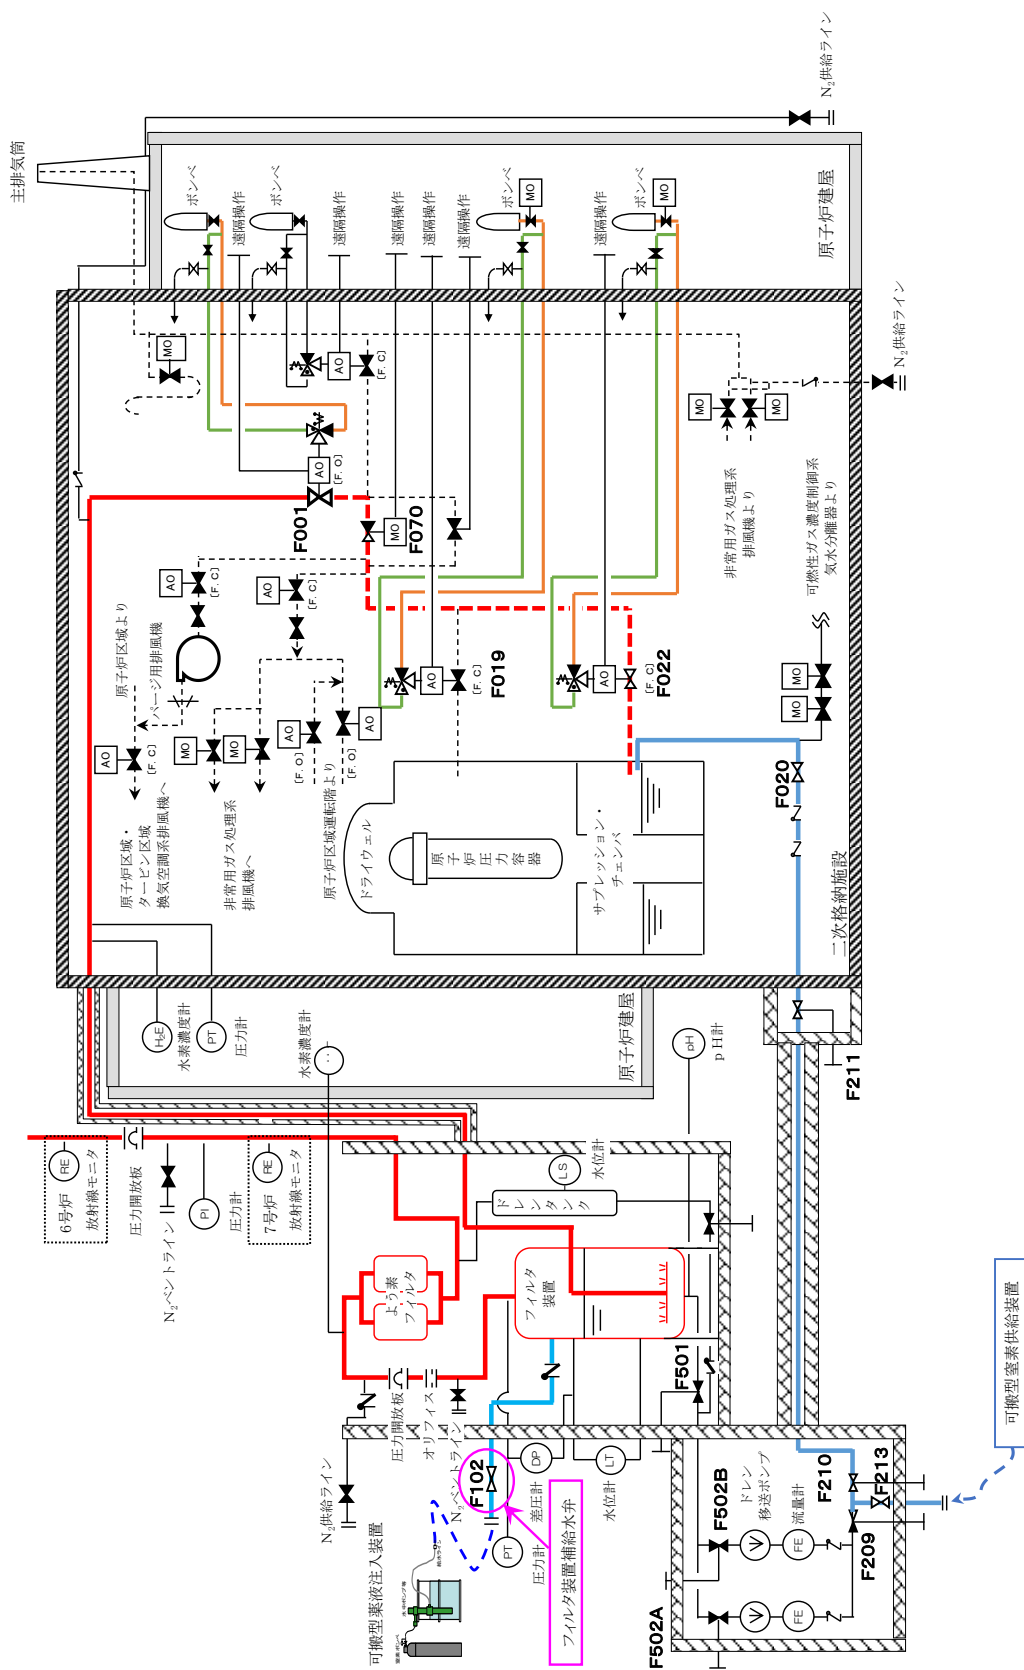 主排気筒
N₂供給ライン
ボンベ
遠隔操作
ボンベ
遠隔操作
遠隔操作
遠隔操作
遠隔操作
ボンベ
MO
遠隔操作
ボンベ
MO
原子炉建屋
N₂供給ライン
MO
AO
[F. C]
AO
[F. O]
F001
MO
F070
MO
MO
非常用ガス処理系
排風機より
可燃性ガス濃度制御系
気水分離器より
AO
[F. C]
AO
[F. C]
原子炉区域より
パージ用排風機
AO
[F. C]
MO
MO
AO
[F. O]
AO
[F. O]
AO
[F. C]
F019
AO
[F. C]
F022
MO
MO
F020
原子炉区域・
タービン区域
換気空調系排風機へ
非常用ガス処理系
排風機へ
原子炉区域運転階より
ドライウェル
原子炉圧力容器
サプレッション・
チェンバ
二次格納施設
H₂E
水素濃度計
PT
圧力計
水素濃度計
原子炉建屋
pH
pH計
F211
RE
6号炉
放射線モニタ
圧力開放板
N₂ベントライン
PI
圧力計
RE
7号炉
放射線モニタ
LS
水位計
ドレンタンク
よう素
フィルタ
フィルタ
装置
F501
圧力開放板
オリフィス
N₂ベントライン
N₂供給ライン
F102
DP
差圧計
LT
水位計
PT
圧力計
フィルタ装置補給水弁
可搬型薬液注入装置
F502B
ドレン
移送ポンプ
流量計
FE
FE
F502A
F210
F213
F209
可搬型窒素供給装置